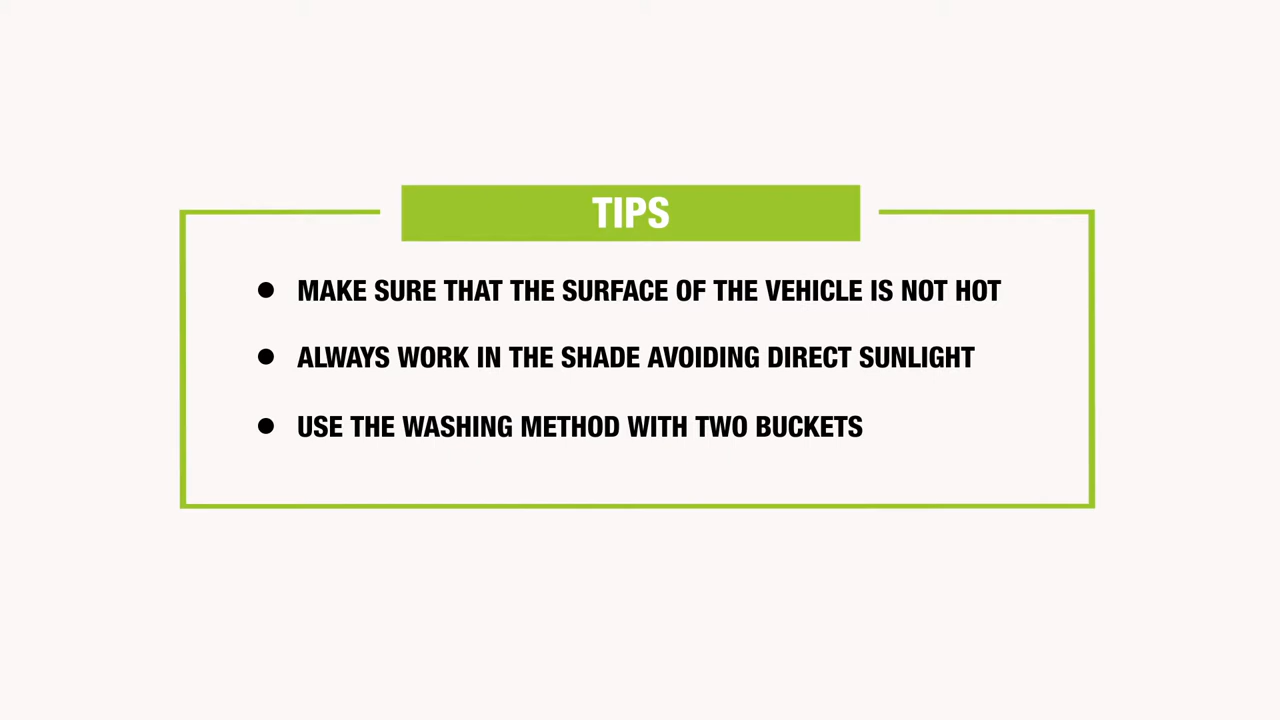 TIPS
MAKE SURE THAT THE SURFACE OF THE VEHICLE IS NOT HOT
ALWAYS WORK IN THE SHADE AVOIDING DIRECT SUNLIGHT
USE THE WASHING METHOD WITH TWO BUCKETS